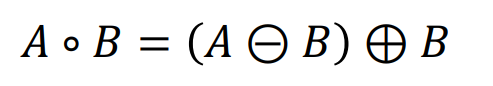 A ∘ B = (A ⊖ B) ⊕ B